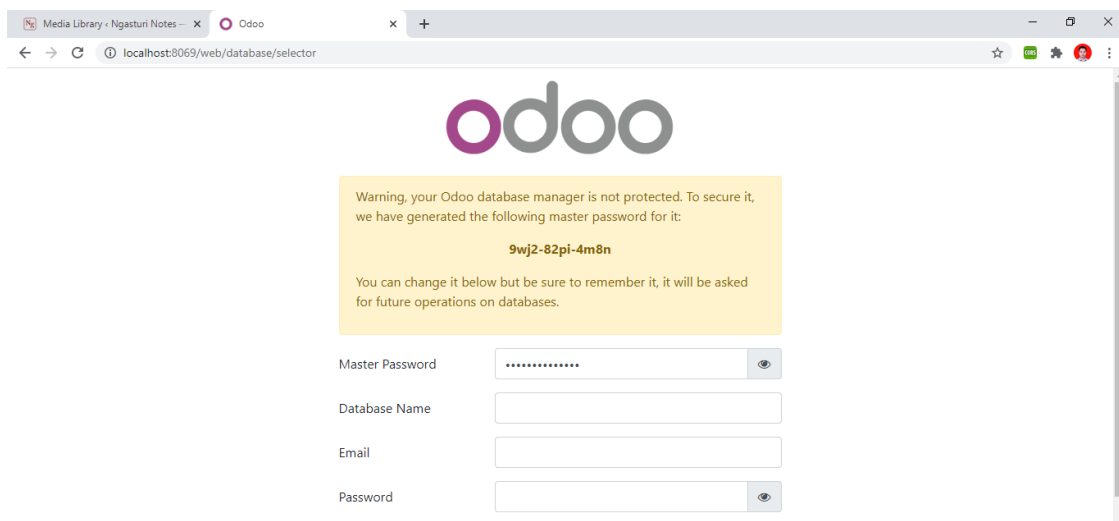 Media Library ‹ Ngasturi Notes —
Odoo
localhost:8069/web/database/selector
odoo
Warning, your Odoo database manager is not protected. To secure it,
we have generated the following master password for it:
9wj2-82pi-4m8n
You can change it below but be sure to remember it, it will be asked
for future operations on databases.
Master Password
Database Name
Email
Password